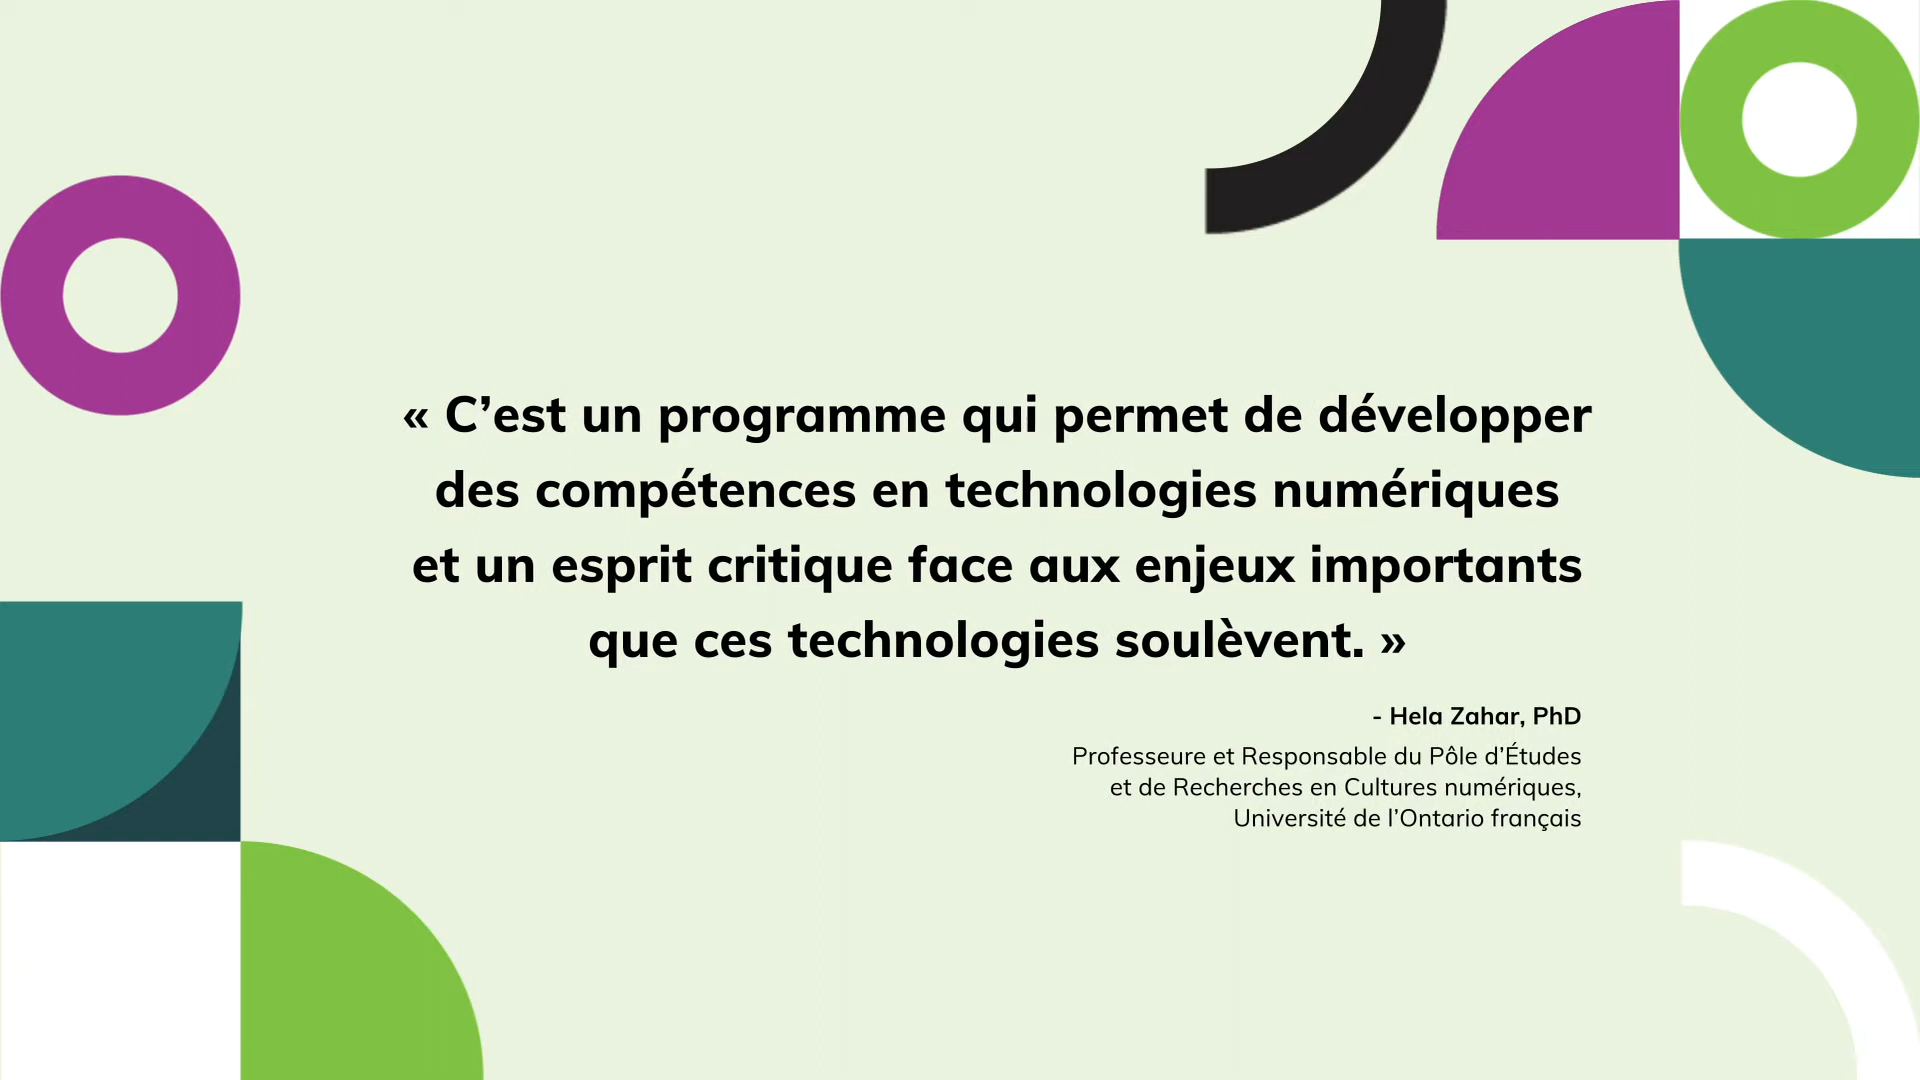 « C’est un programme qui permet de développer
des compétences en technologies numériques
et un esprit critique face aux enjeux importants
que ces technologies soulèvent. »
- Hela Zahar, PhD
Professeure et Responsable du Pôle d’Études
et de Recherches en Cultures numériques,
Université de l’Ontario français